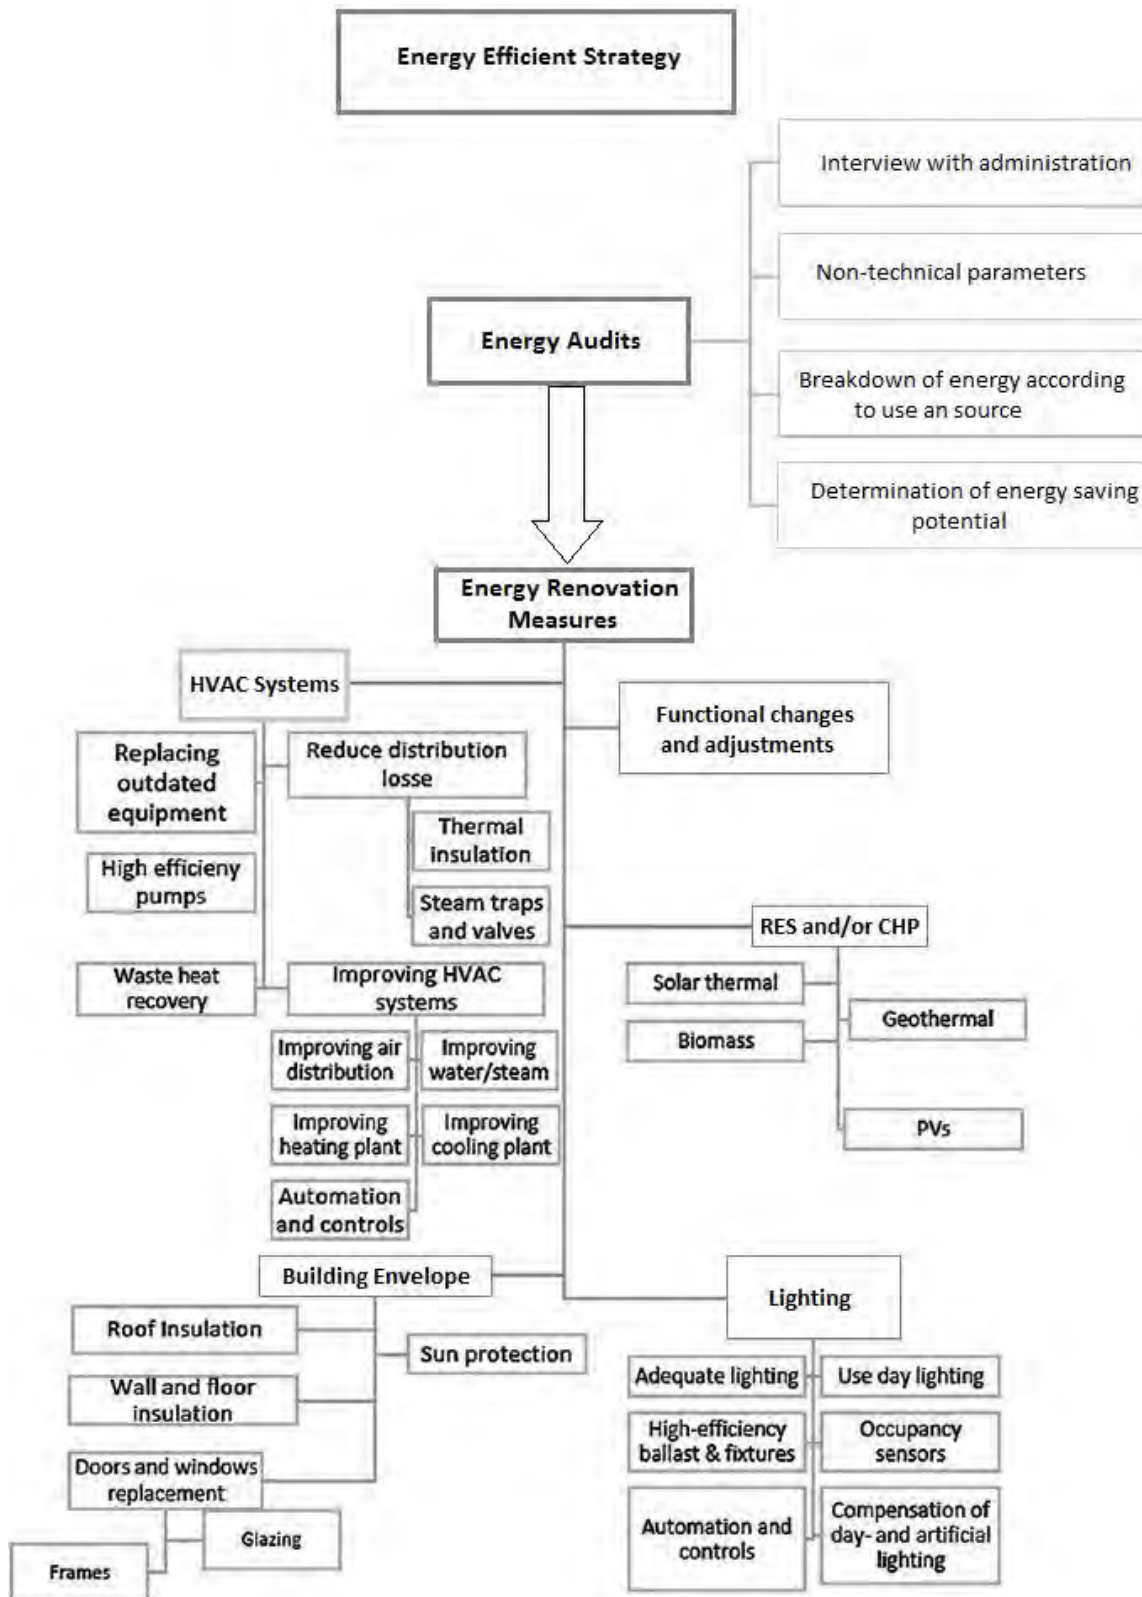 Energy Efficient Strategy
Interview with administration
Non-technical parameters
Energy Audits
Breakdown of energy according
to use an source
Determination of energy saving
potential
Energy Renovation
Measures
HVAC Systems
Functional changes
and adjustments
Replacing
outdated
equipment
Reduce distribution
losse
Thermal
insulation
High efficieny
pumps
Steam traps
and valves
RES and/or CHP
Waste heat
recovery
Improving HVAC
systems
Solar thermal
Geothermal
Biomass
Improving air
distribution
Improving
water/steam
Improving
heating plant
Improving
cooling plant
PVs
Automation
and controls
Building Envelope
Lighting
Roof Insulation
Sun protection
Wall and floor
insulation
Doors and windows
replacement
Glazing
Frames
Adequate lighting
Use day lighting
High-efficiency
ballast & fixtures
Occupancy
sensors
Automation and
controls
Compensation of
day- and artificial
lighting